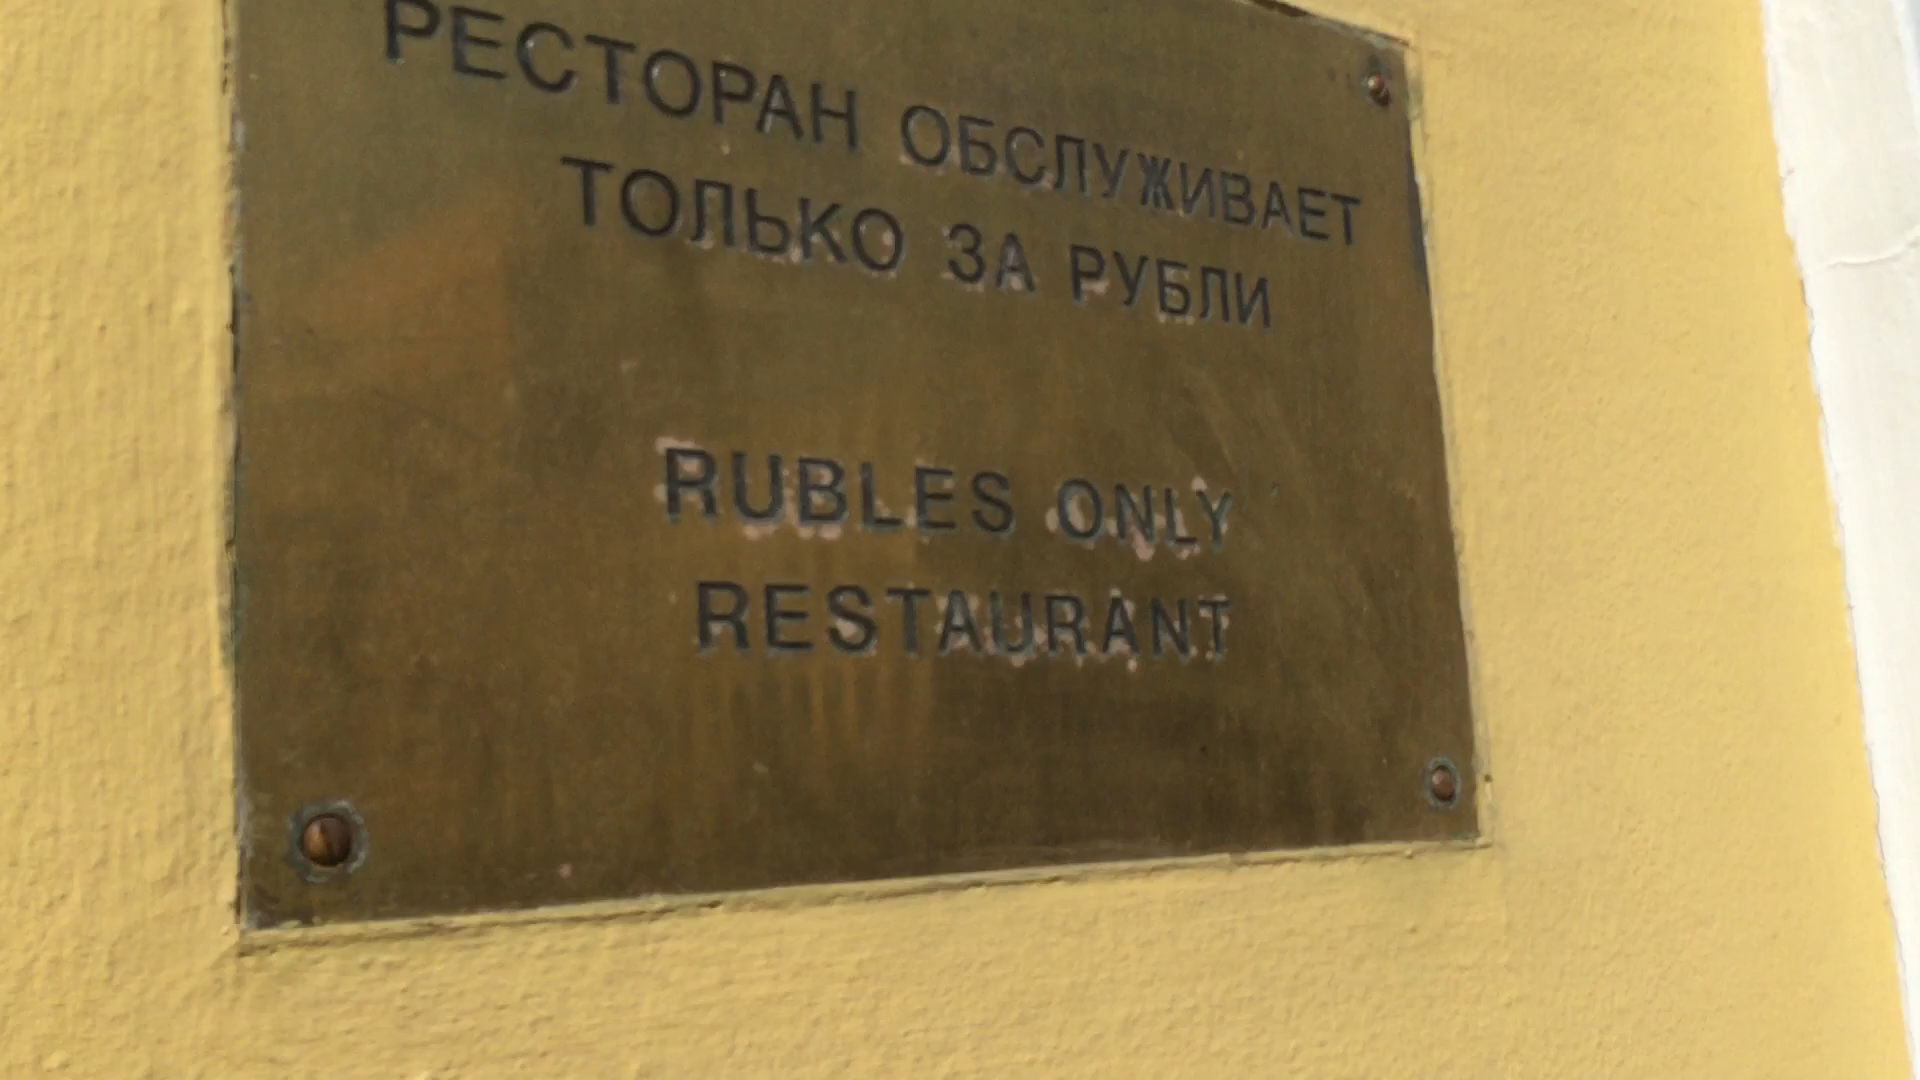 РЕСТОРАН ОБСЛУЖИВАЕТ
ТОЛЬКО ЗА РУБЛИ
RUBLES ONLY
RESTAURANT